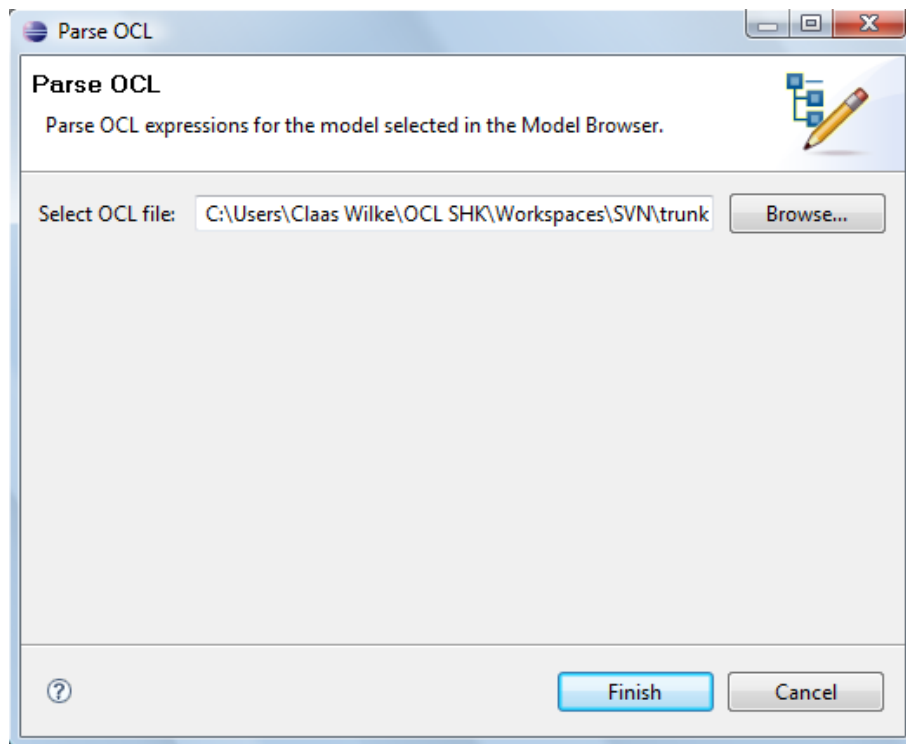 Parse OCL
Parse OCL
Parse OCL expressions for the model selected in the Model Browser.
Select OCL file: C:\Users\Claas Wilke\OCL SHK\Workspaces\SVN\trunk Browse...
? Finish Cancel